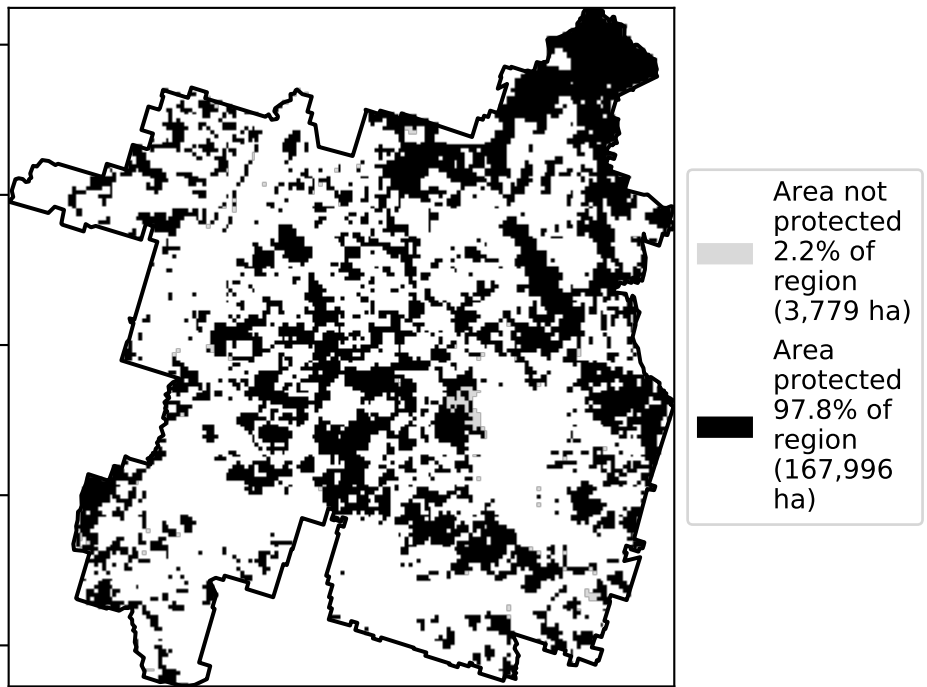 Area not
protected
2.2% of
region
(3,779 ha)
Area
protected
97.8% of
region
(167,996
ha)